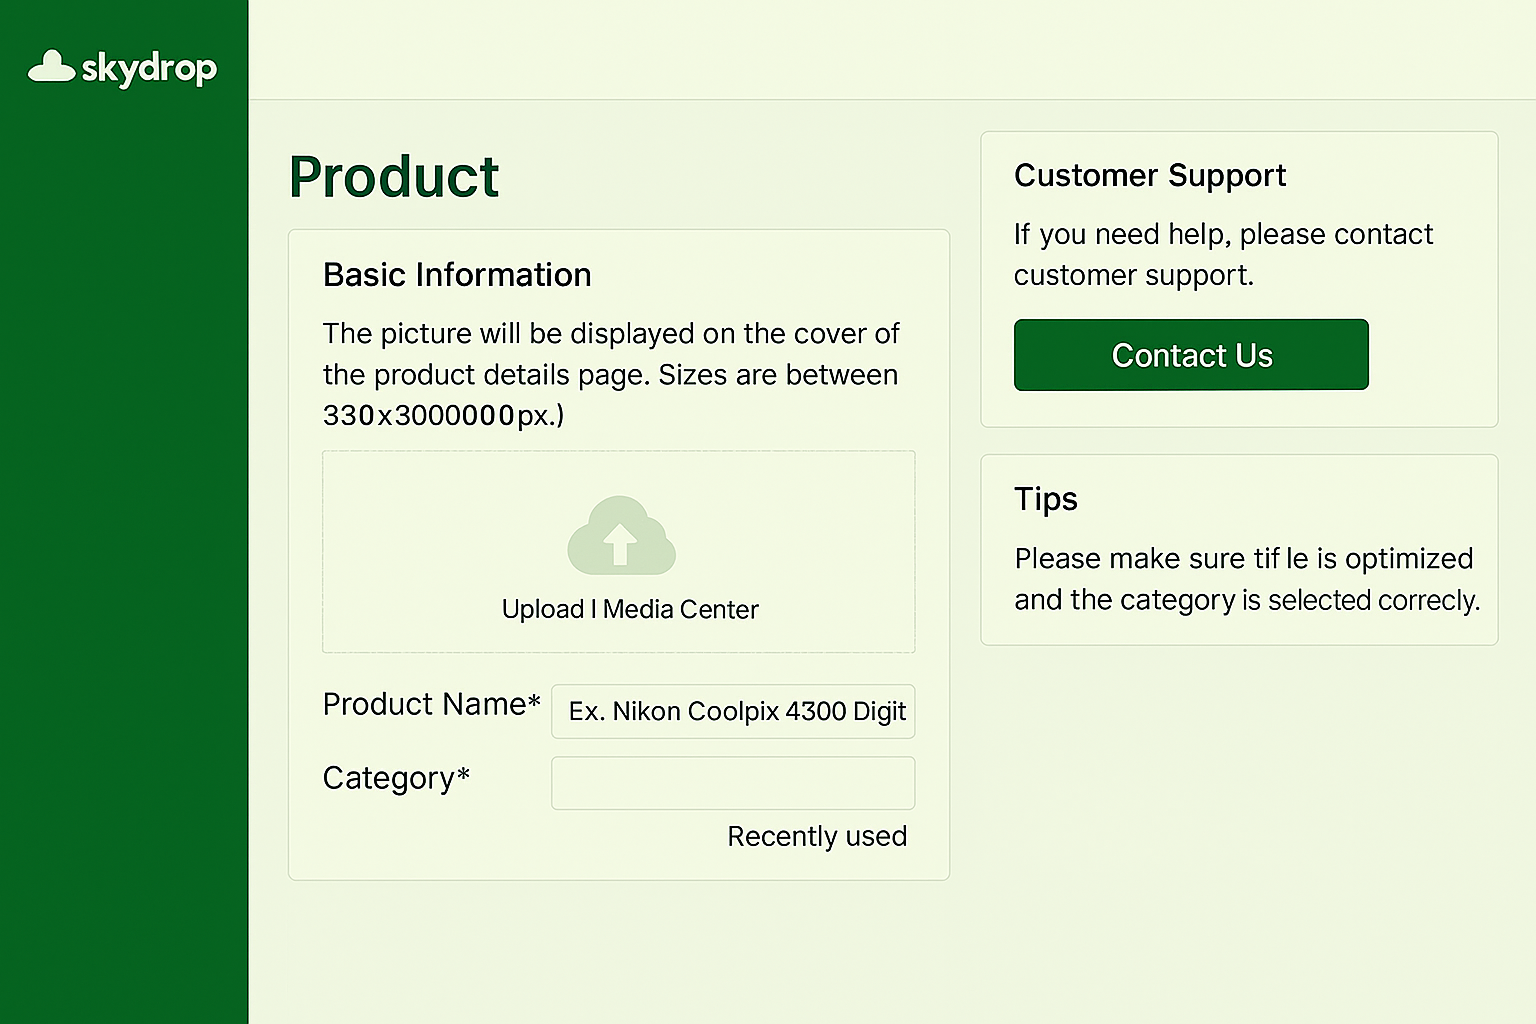 skydrop
Product
Basic Information
The picture will be displayed on the cover of
the product details page. Sizes are between
330x3000000px.)
Upload | Media Center
Product Name* Ex. Nikon Coolpix 4300 Digit
Category*
Recently used
Customer Support
If you need help, please contact
customer support.
Contact Us
Tips
Please make sure tif le is optimized
and the category is selected correcly.